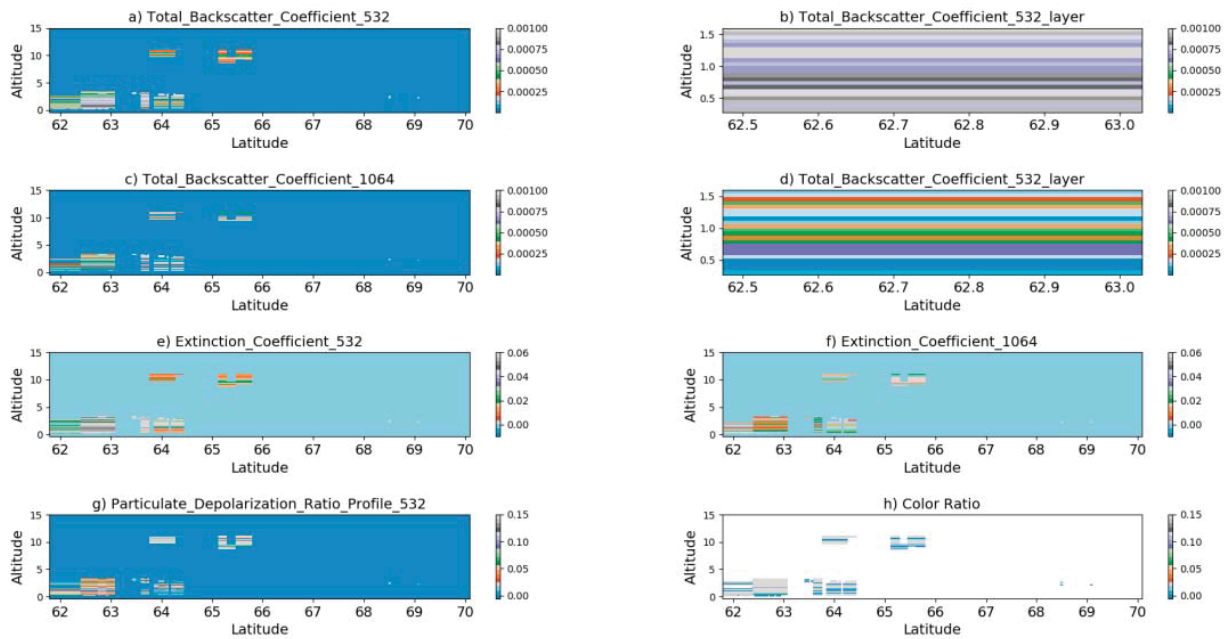 a) Total_Backscatter_Coefficient_532
15
10
5
0
Altitude
62 63 64 65 66 67 68 69 70
Latitude
0.00100
0.00075
0.00050
0.00025
b) Total_Backscatter_Coefficient_532_layer
1.5
1.0
0.5
Altitude
62.5 62.6 62.7 62.8 62.9 63.0
Latitude
0.00100
0.00075
0.00050
0.00025
c) Total_Backscatter_Coefficient_1064
15
10
5
0
Altitude
62 63 64 65 66 67 68 69 70
Latitude
0.00100
0.00075
0.00050
0.00025
d) Total_Backscatter_Coefficient_532_layer
1.5
1.0
0.5
Altitude
62.5 62.6 62.7 62.8 62.9 63.0
Latitude
0.00100
0.00075
0.00050
0.00025
e) Extinction_Coefficient_532
15
10
5
0
Altitude
62 63 64 65 66 67 68 69 70
Latitude
0.06
0.04
0.02
0.00
f) Extinction_Coefficient_1064
15
10
5
0
Altitude
62 63 64 65 66 67 68 69 70
Latitude
0.06
0.04
0.02
0.00
g) Particulate_Depolarization_Ratio_Profile_532
15
10
5
0
Altitude
62 63 64 65 66 67 68 69 70
Latitude
0.15
0.10
0.05
0.00
h) Color Ratio
15
10
5
0
Altitude
62 63 64 65 66 67 68 69 70
Latitude
0.15
0.10
0.05
0.00